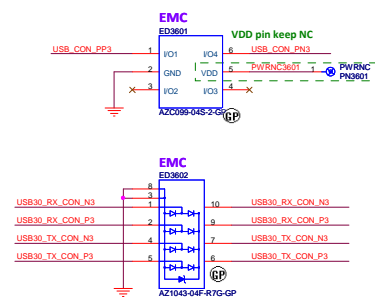 EMC
ED3601
VDD pin keep NC
USB_CON_PP3 1 I/O1 I/O4 6 USB_CON_PN3
2 GND VDD 5 PWRNC3601 1 PWRNC
PN3601
3 I/O2 I/O3 4
AZC099-04S-2-GP
GP
EMC
ED3602
8
3
USB30_RX_CON_N3 1 10 USB30_RX_CON_N3
USB30_RX_CON_P3 2 9 USB30_RX_CON_P3
USB30_TX_CON_N3 4 7 USB30_TX_CON_N3
USB30_TX_CON_P3 5 6 USB30_TX_CON_P3
GP
AZ1043-04F-R7G-GP